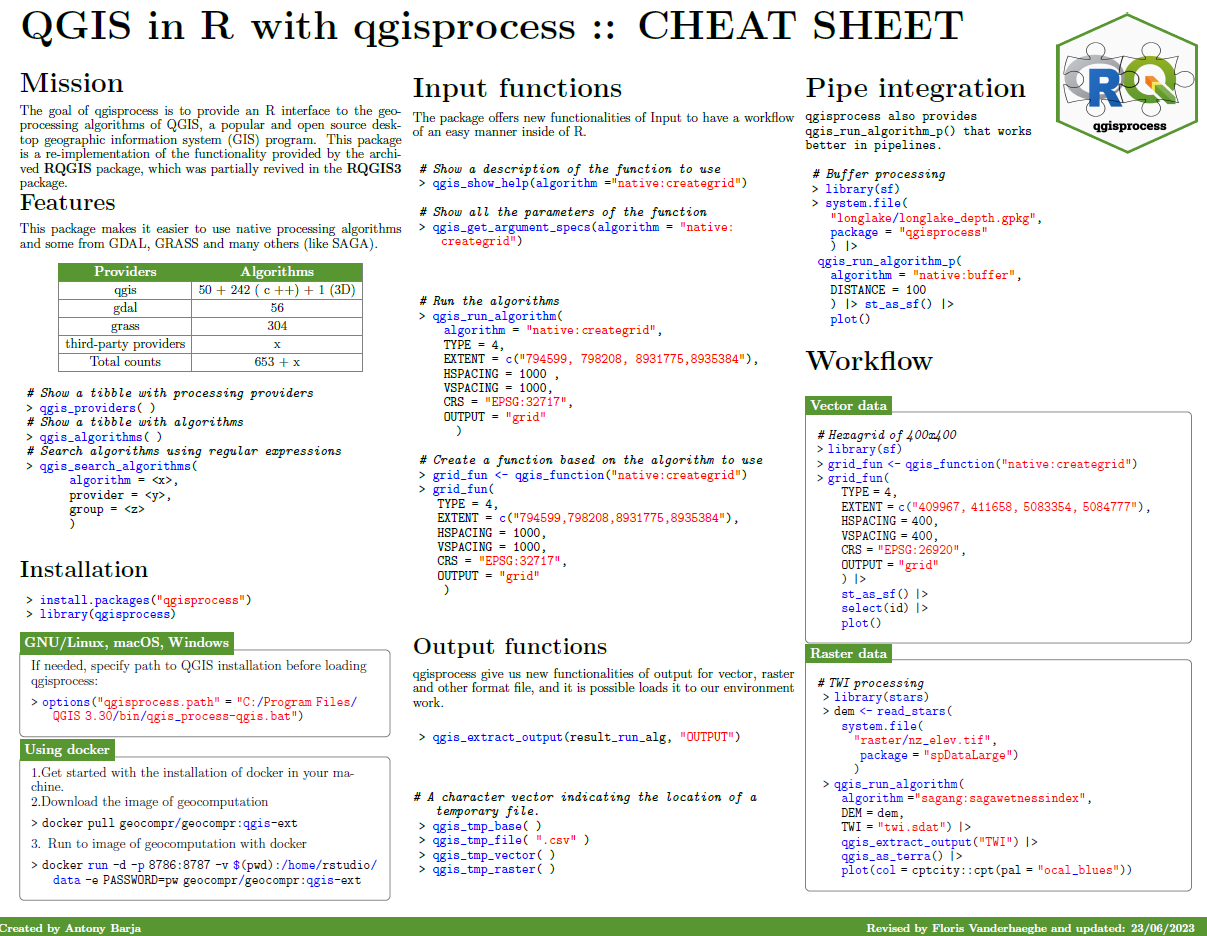 QGIS in R with qgisprocess :: CHEAT SHEET
Mission
The goal of qgisprocess is to provide an R interface to the geo-
processing algorithms of QGIS, a popular and open source desk-
top geographic information system (GIS) program. This package
is a re-implementation of the functionality provided by the archi-
ved RQGIS package, which was partially revived in the RQGIS3
package.
Features
This package makes it easier to use native processing algorithms
and some from GDAL, GRASS and many others (like SAGA).
Providers Algorithms
qgis 50 + 242 ( c ++) + 1 (3D)
gdal 56
grass 304
third-party providers x
Total counts 653 + x
# Show a tibble with processing providers
> qgis_providers( )
# Show a tibble with algorithms
> qgis_algorithms( )
# Search algorithms using regular expressions
> qgis_search_algorithms(
algorithm = <x>,
provider = <y>,
group = <z>
)
Installation
> install.packages("qgisprocess")
> library(qgisprocess)
GNU/Linux, macOS, Windows
If needed, specify path to QGIS installation before loading
qgisprocess:
> options("qgisprocess.path" = "C:/Program Files/
QGIS 3.30/bin/qgis_process-qgis.bat")
Using docker
1.Get started with the installation of docker in your ma-
chine.
2.Download the image of geocomputation
> docker pull geocompr/geocompr:qgis-ext
3. Run to image of geocomputation with docker
> docker run -d -p 8786:8787 -v $(pwd):/home/rstudio/
data -e PASSWORD=pw geocompr/geocompr:qgis-ext
Input functions
The package offers new functionalities of Input to have a workflow
of an easy manner inside of R.
# Show a description of the function to use
> qgis_show_help(algorithm ="native:creategrid")
# Show all the parameters of the function
> qgis_get_argument_specs(algorithm = "native:
creategrid")
# Run the algorithms
> qgis_run_algorithm(
algorithm = "native:creategrid",
TYPE = 4,
EXTENT = c("794599, 798208, 8931775,8935384"),
HSPACING = 1000 ,
VSPACING = 1000,
CRS = "EPSG:32717",
OUTPUT = "grid"
)
# Create a function based on the algorithm to use
> grid_fun <- qgis_function("native:creategrid")
> grid_fun(
TYPE = 4,
EXTENT = c("794599,798208,8931775,8935384"),
HSPACING = 1000,
VSPACING = 1000,
CRS = "EPSG:32717",
OUTPUT = "grid"
)
Output functions
qgisprocess give us new functionalities of output for vector, raster
and other format file, and it is possible loads it to our environment
work.
> qgis_extract_output(result_run_alg, "OUTPUT")
# A character vector indicating the location of a
temporary file.
> qgis_tmp_base( )
> qgis_tmp_file( ".csv" )
> qgis_tmp_vector( )
> qgis_tmp_raster( )
Pipe integration
qgisprocess also provides
qgis_run_algorithm_p() that works
better in pipelines.
# Buffer processing
> library(sf)
> system.file(
"longlake/longlake_depth.gpkg",
package = "qgisprocess"
) |>
qgis_run_algorithm_p(
algorithm = "native:buffer",
DISTANCE = 100
) |> st_as_sf() |>
plot()
Workflow
Vector data
# Hexagrid of 400x400
> library(sf)
> grid_fun <- qgis_function("native:creategrid")
> grid_fun(
TYPE = 4,
EXTENT = c("409967, 411658, 5083354, 5084777"),
HSPACING = 400,
VSPACING = 400,
CRS = "EPSG:26920",
OUTPUT = "grid"
) |>
st_as_sf() |>
select(id) |>
plot()
Raster data
# TWI processing
> library(stars)
> dem <- read_stars(
system.file(
"raster/nz_elev.tif",
package = "spDataLarge")
)
> qgis_run_algorithm(
algorithm ="sagang:sagawetnessindex",
DEM = dem,
TWI = "twi.sdat") |>
qgis_extract_output("TWI") |>
qgis_as_terra() |>
plot(col = cptcity::cpt(pal = "ocal_blues"))
RQ
qgisprocess
Created by Antony Barja
Revised by Floris Vanderhaeghe and updated: 23/06/2023